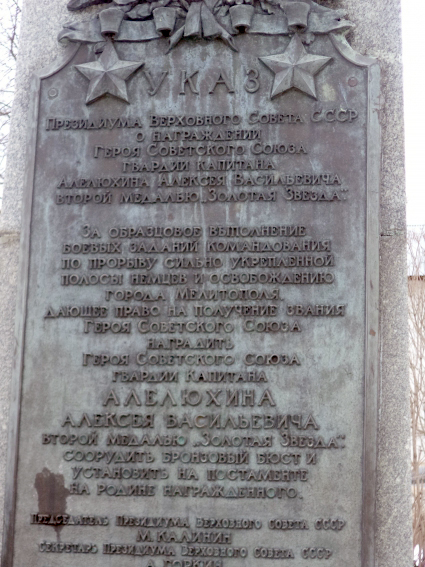 УКАЗ
Президиума Верховного Совета СССР
о награждении
Героя Советского Союза
гвардии капитана
Алелюхина Алексея Васильевича
второй медалью „Золотая Звезда".
За образцовое выполнение
боевых заданий командования
по прорыву сильно укрепленной
полосы немцев и освобождению
города Мелитополя,
дающее право на получение звания
Героя Советского Союза
наградить
Героя Советского Союза
гвардии капитана
АЛЕЛЮХИНА
АЛЕКСЕЯ ВАСИЛЬЕВИЧА
второй медалью „Золотая Звезда".
соорудить бронзовый бюст и
установить на постаменте
на родине награжденного.
Председатель Президиума Верховного Совета СССР
М. КАЛИНИН
Секретарь Президиума Верховного Совета СССР
А. ГОРКИН